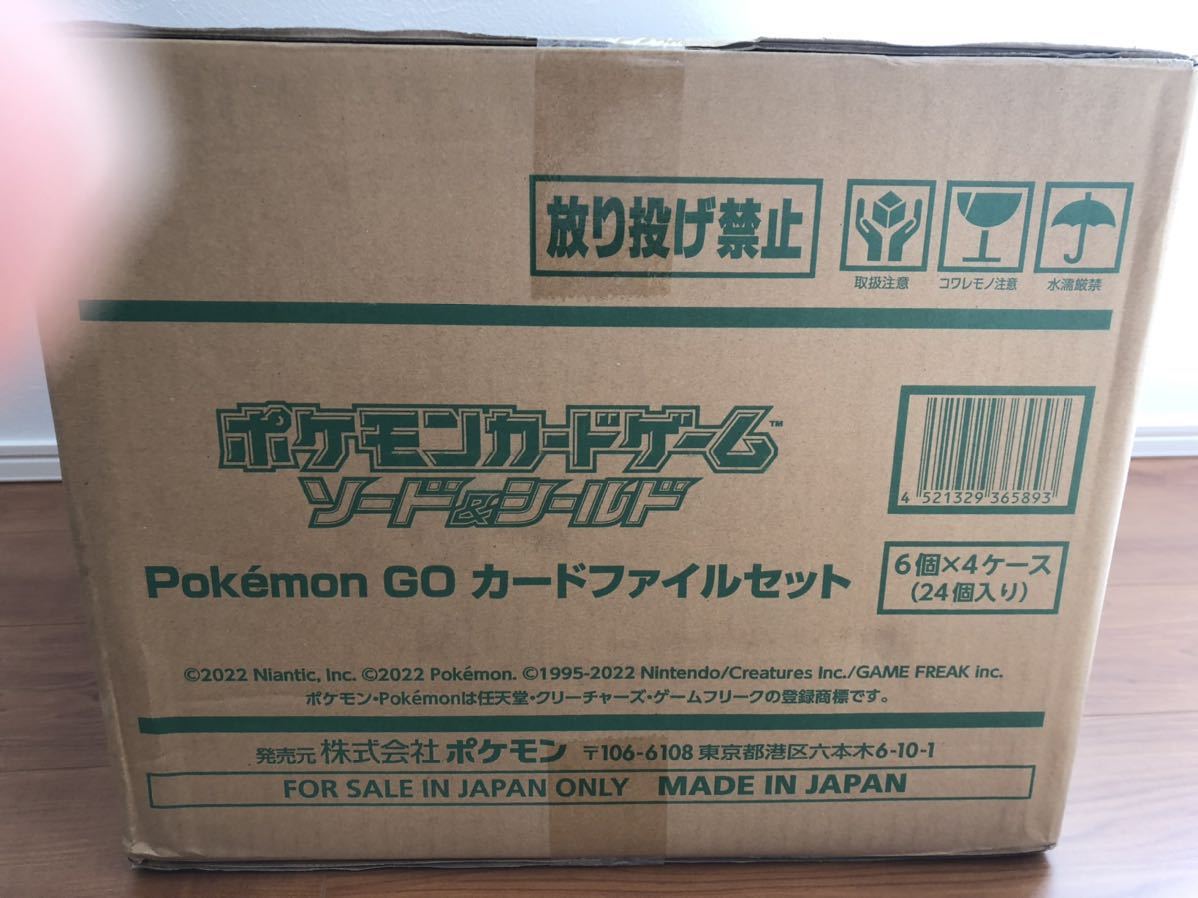 放り投げ禁止
取扱注意
コワレモノ注意
水濡厳禁
ポケモンカードゲーム™
ソード&シールド
4 521329 365893
Pokémon GO カードファイルセット
6個×4ケース
(24個入り)
©2022 Niantic, Inc. ©2022 Pokémon. ©1995-2022 Nintendo/Creatures Inc./GAME FREAK inc.
ポケモン・Pokémonは任天堂・クリーチャーズ・ゲームフリークの登録商標です。
発売元 株式会社 ポケモン 〒106-6108 東京都港区六本木6-10-1
FOR SALE IN JAPAN ONLY MADE IN JAPAN